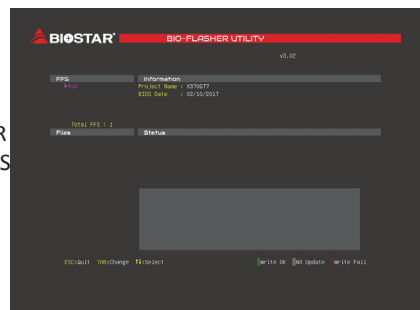 BIOSTAR BIO-FLASHER UTILITY
v3.02
FFS Information
Project Name : X370GT7
BIOS Date : 02/10/2017
R
Total FFS : 1
Files Status
S
ESC:Quit TAB:Change ↑↓:Select Write OK NO Update Write Fail